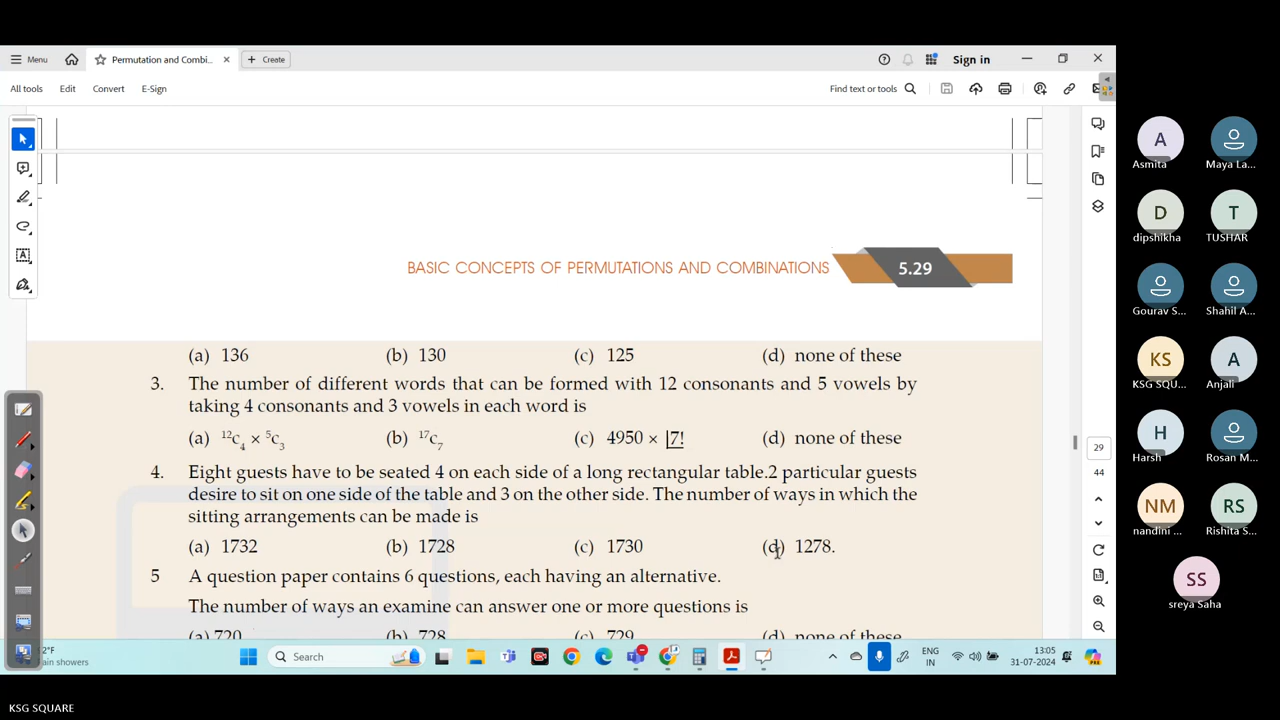 Menu
Permutation and Combi...
Create
Sign in
All tools
Edit
Convert
E-Sign
Find text or tools
BASIC CONCEPTS OF PERMUTATIONS AND COMBINATIONS 5.29
(a) 136 (b) 130 (c) 125 (d) none of these
3. The number of different words that can be formed with 12 consonants and 5 vowels by
taking 4 consonants and 3 vowels in each word is
(a) ¹²c₄ × ⁵c₃ (b) ¹⁷c₇ (c) 4950 × |7! (d) none of these
4. Eight guests have to be seated 4 on each side of a long rectangular table.2 particular guests
desire to sit on one side of the table and 3 on the other side. The number of ways in which the
sitting arrangements can be made is
(a) 1732 (b) 1728 (c) 1730 (d) 1278.
5 A question paper contains 6 questions, each having an alternative.
The number of ways an examine can answer one or more questions is
(a) 720 (b) 728 (c) 729 (d) none of these
29
44
A
Asmita
Maya La...
D
dipshikha
T
TUSHAR
Gourav S...
Shahil A...
KS
KSG SQU...
A
Anjali
H
Harsh
Rosan M...
NM
nandini ...
RS
Rishita S...
SS
sreya Saha
Search
ENG
IN
13:05
31-07-2024
KSG SQUARE